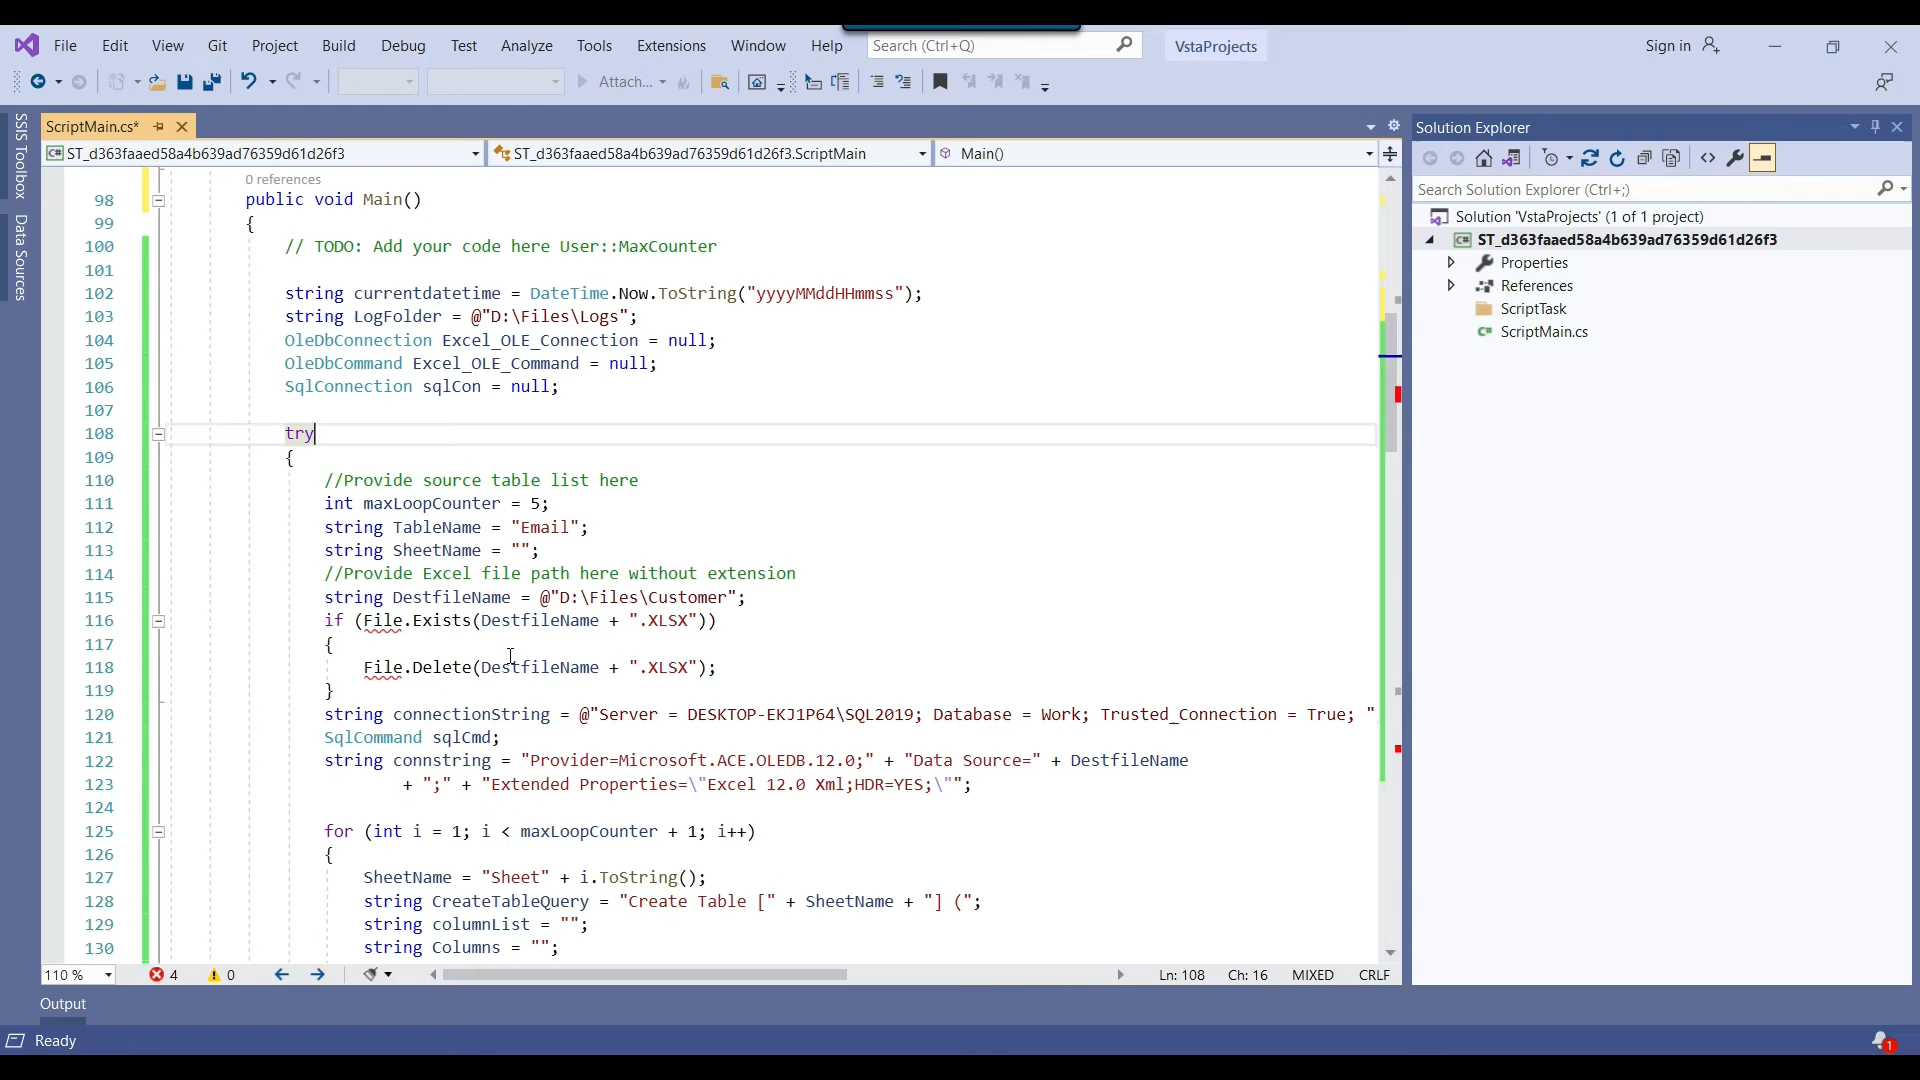 File Edit View Git Project Build Debug Test Analyze Tools Extensions Window Help Search (Ctrl+Q) VstaProjects Sign in
Attach...
SSIS Toolbox
Data Sources
ScriptMain.cs*
ST_d363faaed58a4b639ad76359d61d26f3 ST_d363faaed58a4b639ad76359d61d26f3.ScriptMain Main()
0 references
98 public void Main()
99 {
100 // TODO: Add your code here User::MaxCounter
101
102 string currentdatetime = DateTime.Now.ToString("yyyyMMddHHmmss");
103 string LogFolder = @"D:\Files\Logs";
104 OleDbConnection Excel_OLE_Connection = null;
105 OleDbCommand Excel_OLE_Command = null;
106 SqlConnection sqlCon = null;
107
108 try
109 {
110 //Provide source table list here
111 int maxLoopCounter = 5;
112 string TableName = "Email";
113 string SheetName = "";
114 //Provide Excel file path here without extension
115 string DestfileName = @"D:\Files\Customer";
116 if (File.Exists(DestfileName + ".XLSX"))
117 {
118 File.Delete(DestfileName + ".XLSX");
119 }
120 string connectionString = @"Server = DESKTOP-EKJ1P64\SQL2019; Database = Work; Trusted_Connection = True; "
121 SqlCommand sqlCmd;
122 string connstring = "Provider=Microsoft.ACE.OLEDB.12.0;" + "Data Source=" + DestfileName
123 + ";" + "Extended Properties=\"Excel 12.0 Xml;HDR=YES;\"";
124
125 for (int i = 1; i < maxLoopCounter + 1; i++)
126 {
127 SheetName = "Sheet" + i.ToString();
128 string CreateTableQuery = "Create Table [" + SheetName + "] (";
129 string columnList = "";
130 string Columns = "";
110 % 4 0 Ln: 108 Ch: 16 MIXED CRLF
Solution Explorer
Search Solution Explorer (Ctrl+;)
Solution 'VstaProjects' (1 of 1 project)
C# ST_d363faaed58a4b639ad76359d61d26f3
Properties
References
ScriptTask
C# ScriptMain.cs
Output
Ready 1